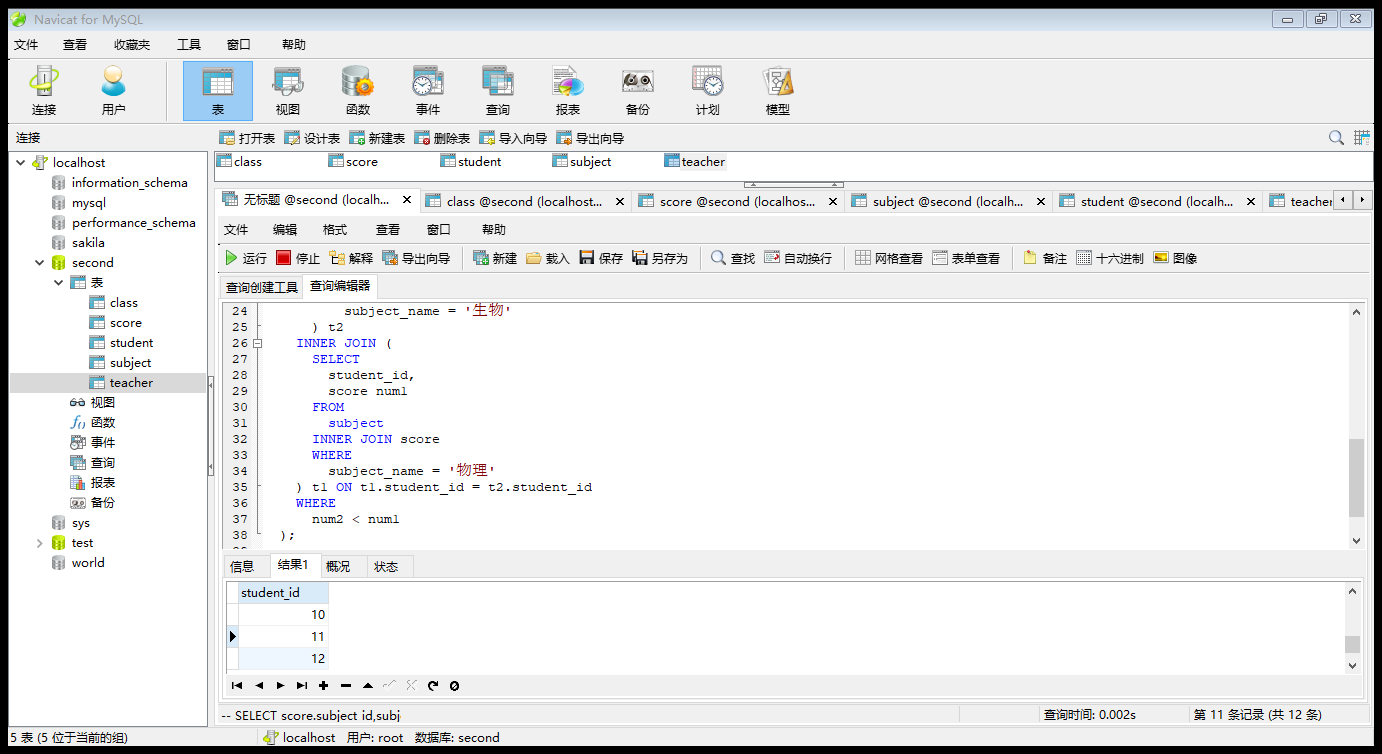 Navicat for MySQL
文件 查看 收藏夹 工具 窗口 帮助
连接 用户 表 视图 函数 事件 查询 报表 备份 计划 模型
连接 打开表 设计表 新建表 删除表 导入向导 导出向导
class score student subject teacher
localhost
information_schema
mysql
performance_schema
sakila
second
表
class
score
student
subject
teacher
视图
函数
事件
查询
报表
备份
sys
test
world
无标题 @second (localh... class @second (localhost... score @second (localhos... subject @second (localh... student @second (localh... teacher
文件 编辑 格式 查看 窗口 帮助
运行 停止 解释 导出向导 新建 载入 保存 另存为 查找 自动换行 网格查看 表单查看 备注 十六进制 图像
查询创建工具 查询编辑器
24 subject_name = '生物'
25 ) t2
26 INNER JOIN (
27 SELECT
28 student_id,
29 score num1
30 FROM
31 subject
32 INNER JOIN score
33 WHERE
34 subject_name = '物理'
35 ) t1 ON t1.student_id = t2.student_id
36 WHERE
37 num2 < num1
38 );
信息 结果1 概况 状态
student_id
10
11
12
-- SELECT score.subject id,subj 查询时间: 0.002s 第 11 条记录 (共 12 条)
5 表 (5 位于当前的组) localhost 用户: root 数据库: second